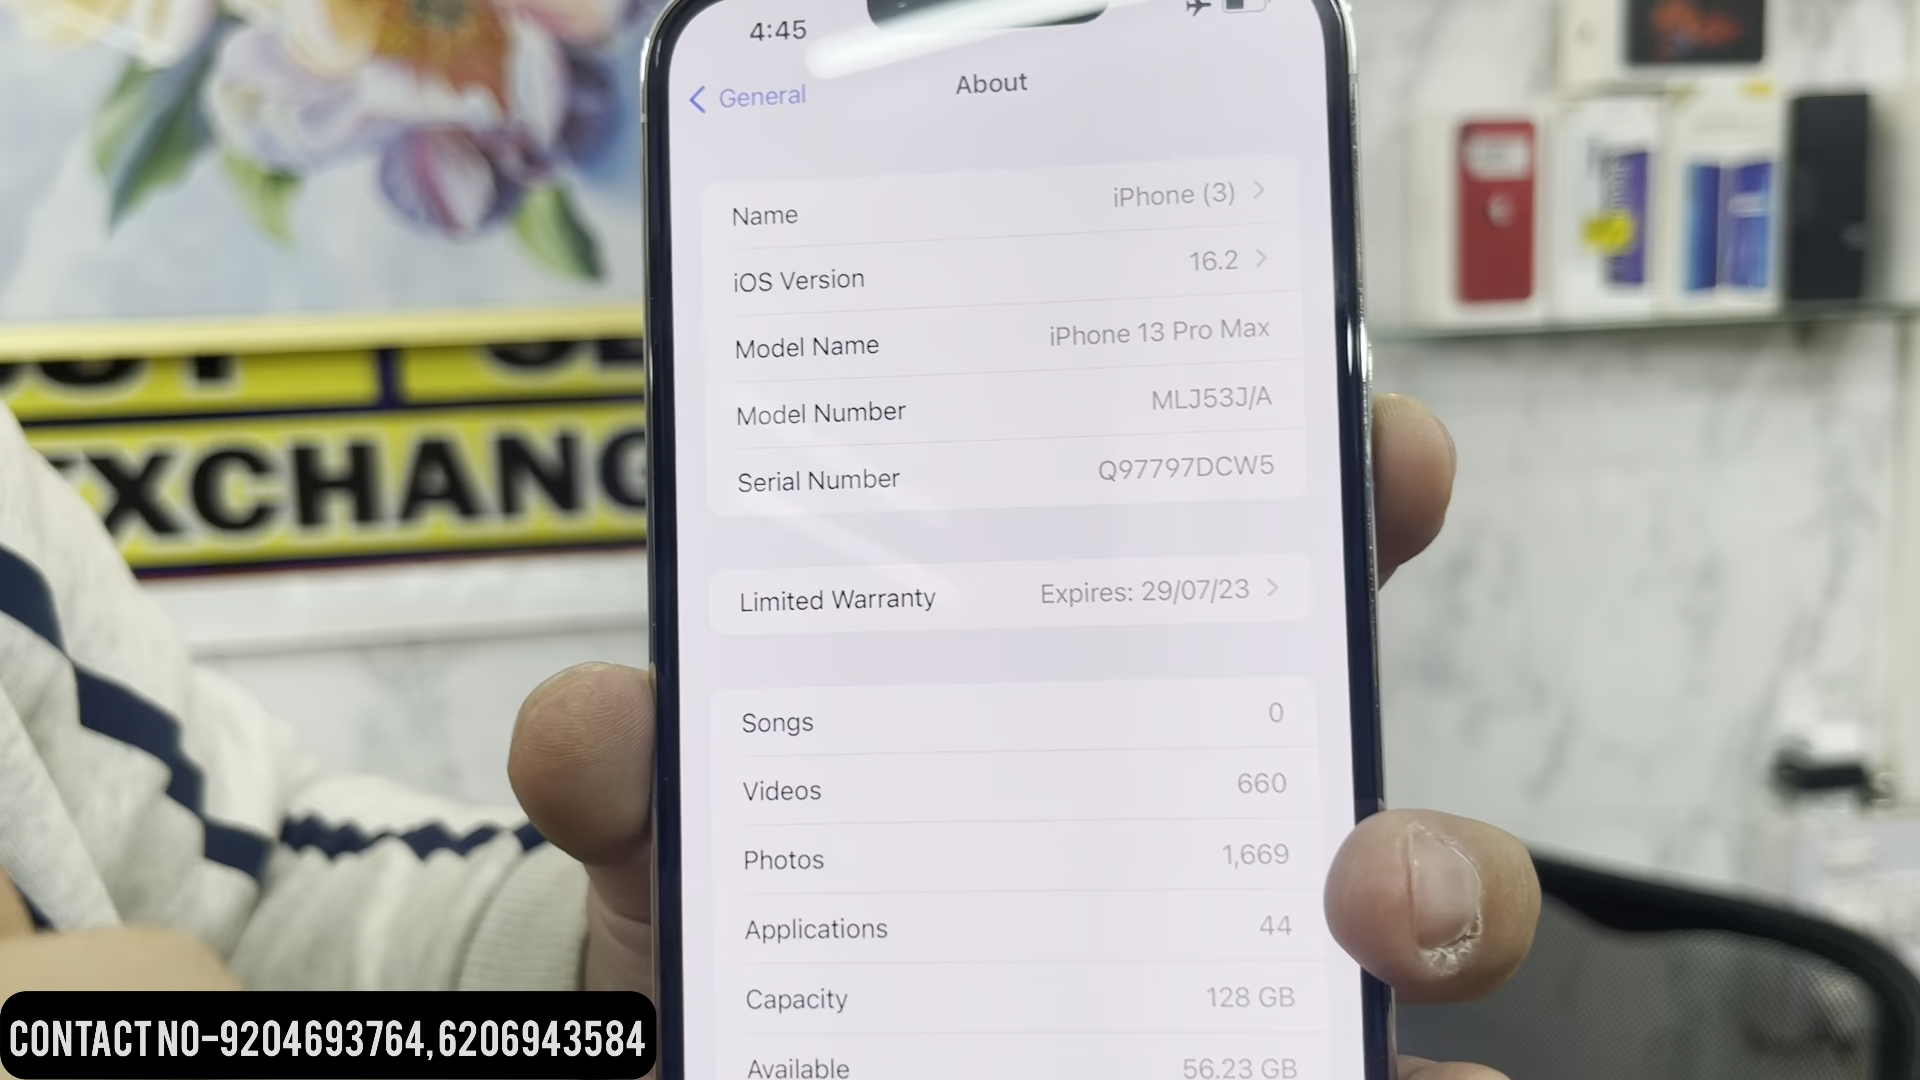 4:45
General
About
Name iPhone (3)
iOS Version 16.2
Model Name iPhone 13 Pro Max
Model Number MLJ53J/A
Serial Number Q97797DCW5
Limited Warranty Expires: 29/07/23
Songs 0
Videos 660
Photos 1,669
Applications 44
Capacity 128 GB
Available 56.23 GB
XCHANG
CONTACT NO-9204693764, 6206943584